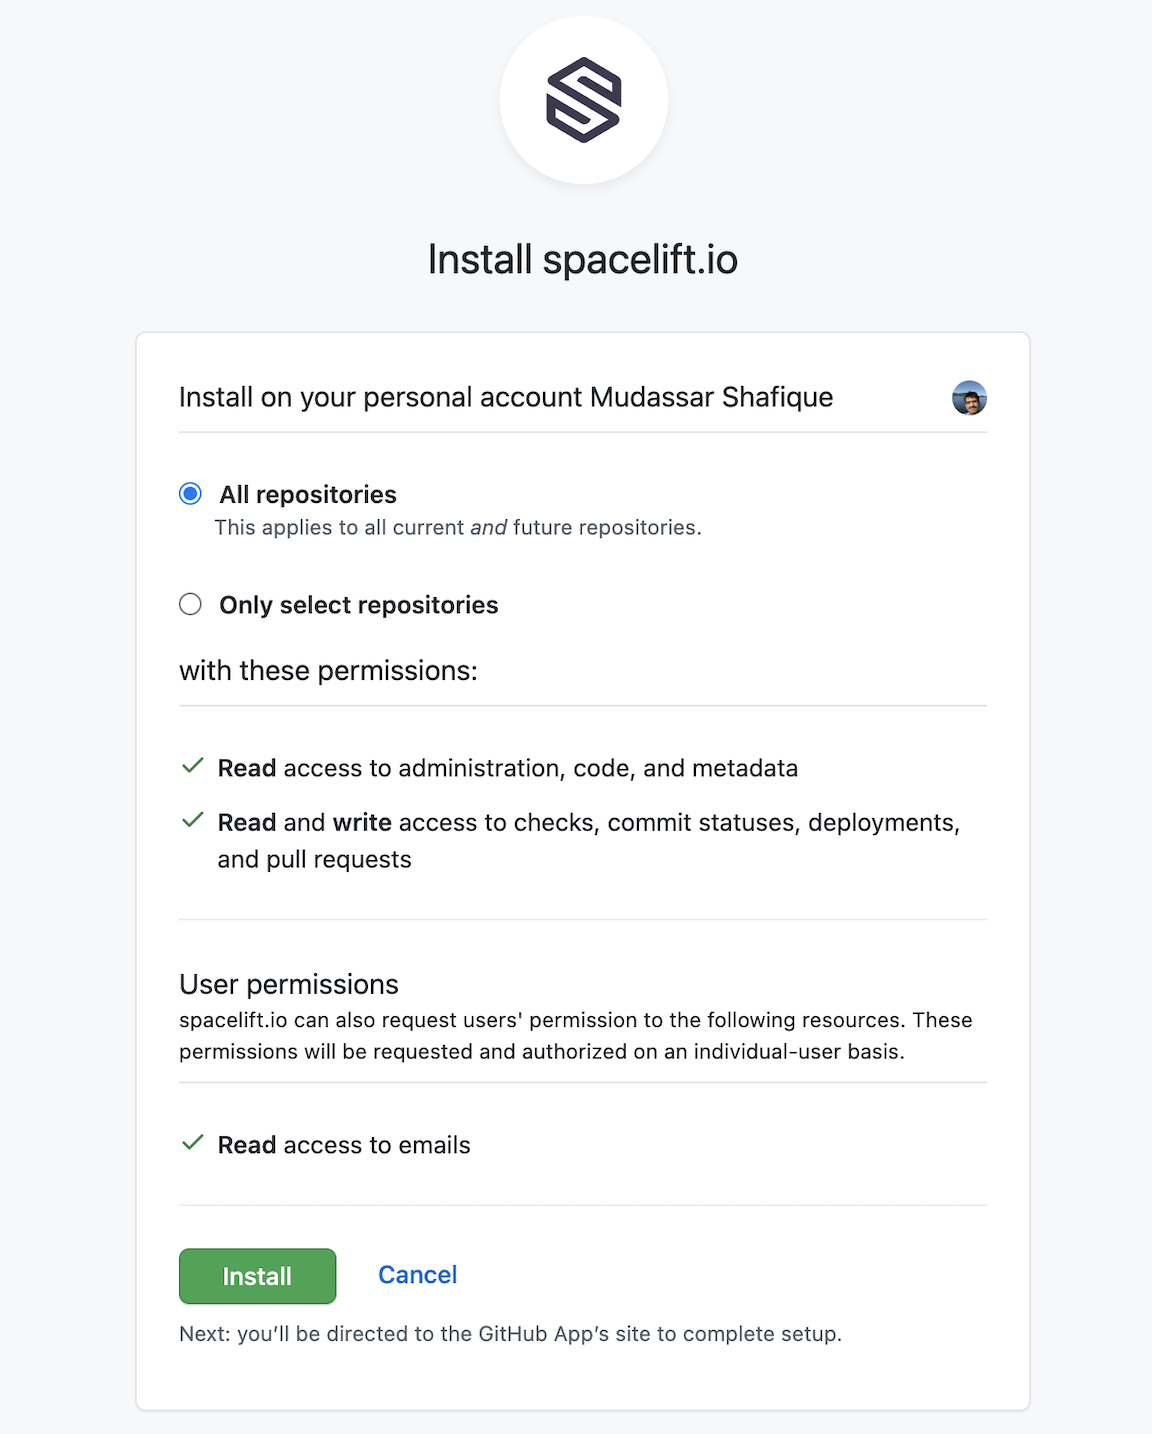 Install spacelift.io
Install on your personal account Mudassar Shafique
All repositories
This applies to all current and future repositories.
Only select repositories
with these permissions:
Read access to administration, code, and metadata
Read and write access to checks, commit statuses, deployments,
and pull requests
User permissions
spacelift.io can also request users' permission to the following resources. These
permissions will be requested and authorized on an individual-user basis.
Read access to emails
Install
Cancel
Next: you’ll be directed to the GitHub App’s site to complete setup.